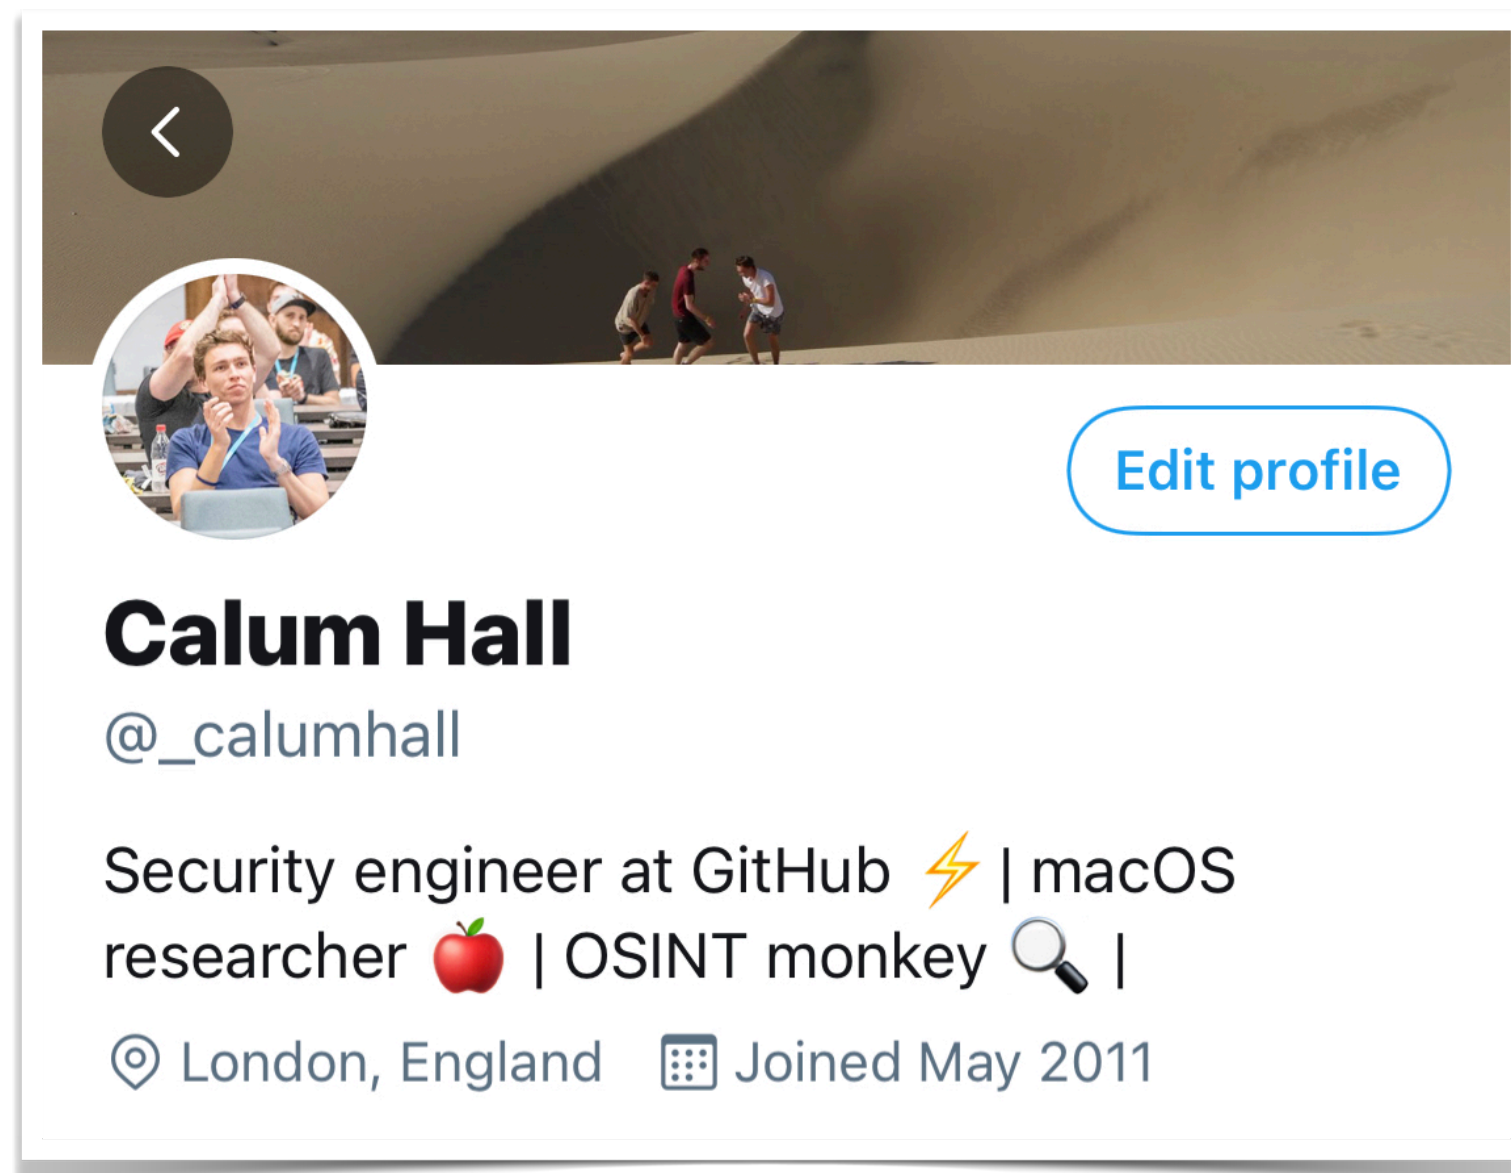 Edit profile
Calum Hall
@_calumhall
Security engineer at GitHub ⚡ | macOS
researcher 🍎 | OSINT monkey 🔍 |
London, England Joined May 2011